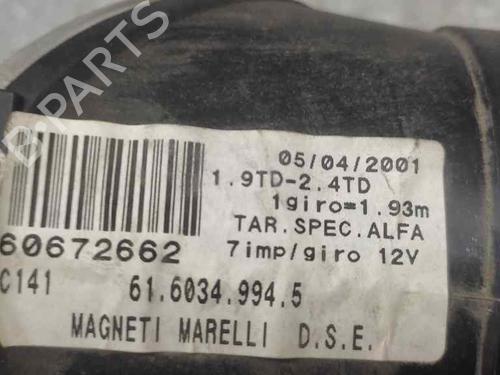 05/04/2001
1.9TD-2.4TD
1giro=1.93m
TAR.SPEC.ALFA
60672662
7imp/giro 12V
C141
61.6034.994.5
MAGNETI MARELLI D.S.E.
B-PARTS